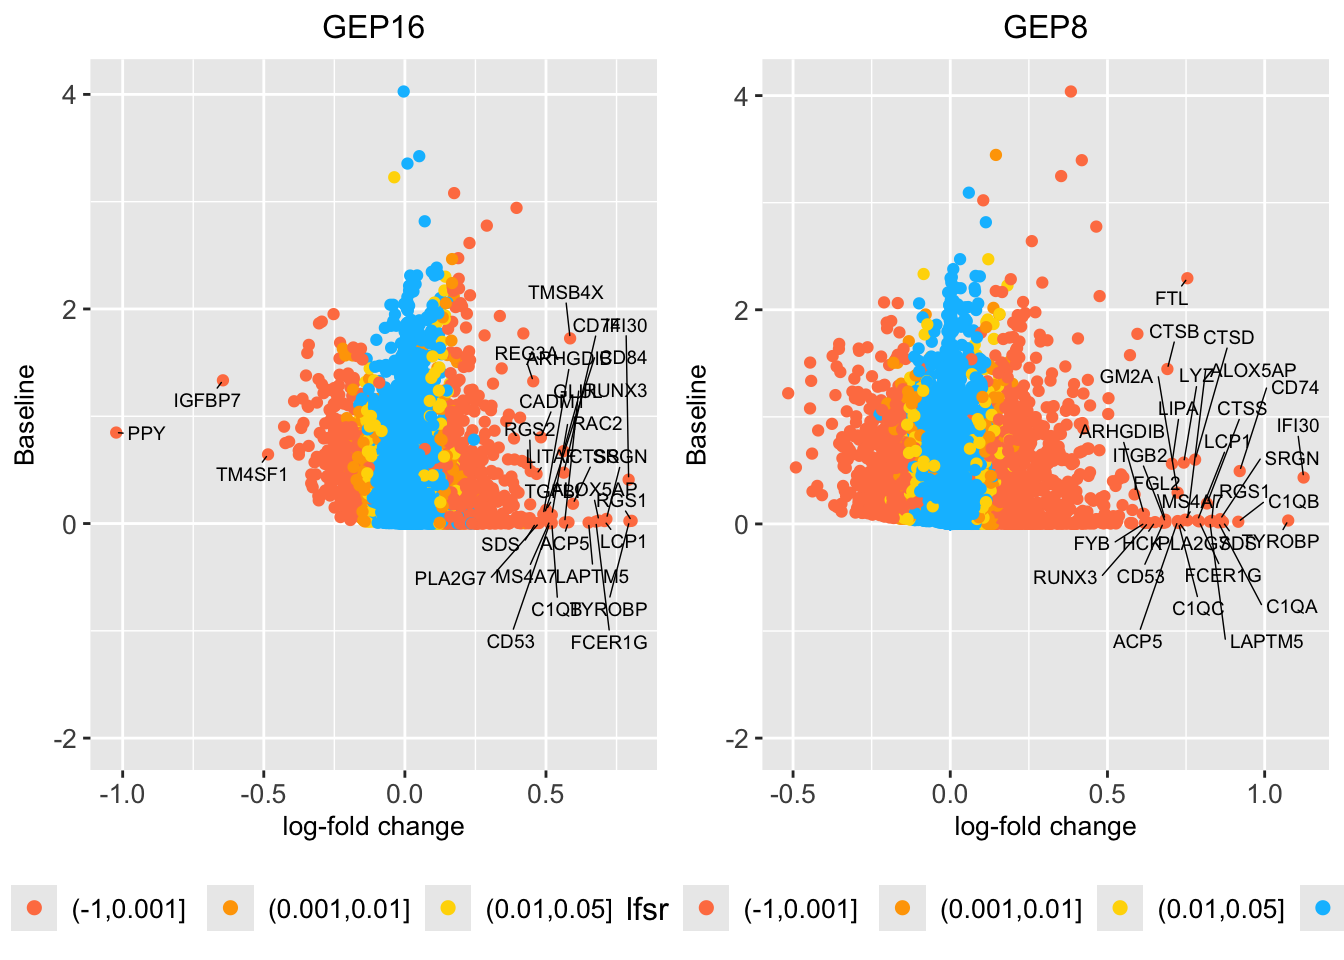 GEP16
GEP8
4
2
0
-2
Baseline
-1.0
-0.5
0.0
0.5
log-fold change
TMSB4X
CD74
IFI30
REG3A
ARHGDIB
CD84
RUNX3
CADM1
RGS2
RAC2
LITAF
CTSS
SRGN
ALOX5AP
RGS1
IGFBP7
PPY
TM4SF1
SDS
ACP5
LCP1
PLA2G7
MS4A7
LAPTM5
C1QB
TYROBP
CD53
FCER1G
4
2
0
-2
Baseline
-0.5
0.0
0.5
1.0
log-fold change
FTL
CTSB
CTSD
GM2A
LYZ
ALOX5AP
CD74
LIPA
CTSS
ARHGDIB
IFI30
LCP1
ITGB2
SRGN
FGL2
RGS1
MS4A7
C1QB
FYB
HCK
PLA2G7
SDS
TYROBP
RUNX3
CD53
FCER1G
C1QC
C1QA
ACP5
LAPTM5
(-1,0.001]
(0.001,0.01]
(0.01,0.05]
lfsr
(-1,0.001]
(0.001,0.01]
(0.01,0.05]